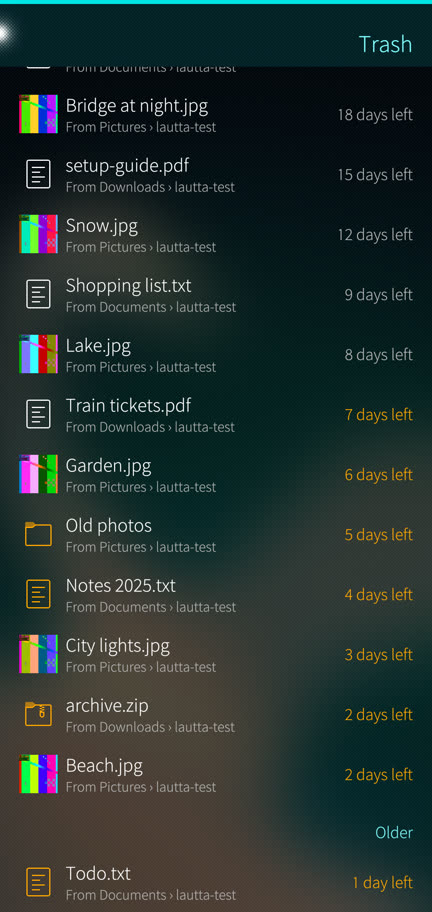 Trash
From Documents › lautta-test
Bridge at night.jpg
From Pictures › lautta-test
18 days left
setup-guide.pdf
From Downloads › lautta-test
15 days left
Snow.jpg
From Pictures › lautta-test
12 days left
Shopping list.txt
From Documents › lautta-test
9 days left
Lake.jpg
From Pictures › lautta-test
8 days left
Train tickets.pdf
From Downloads › lautta-test
7 days left
Garden.jpg
From Pictures › lautta-test
6 days left
Old photos
From Pictures › lautta-test
5 days left
Notes 2025.txt
From Documents › lautta-test
4 days left
City lights.jpg
From Pictures › lautta-test
3 days left
archive.zip
From Downloads › lautta-test
2 days left
Beach.jpg
From Pictures › lautta-test
2 days left
Older
Todo.txt
From Documents › lautta-test
1 day left